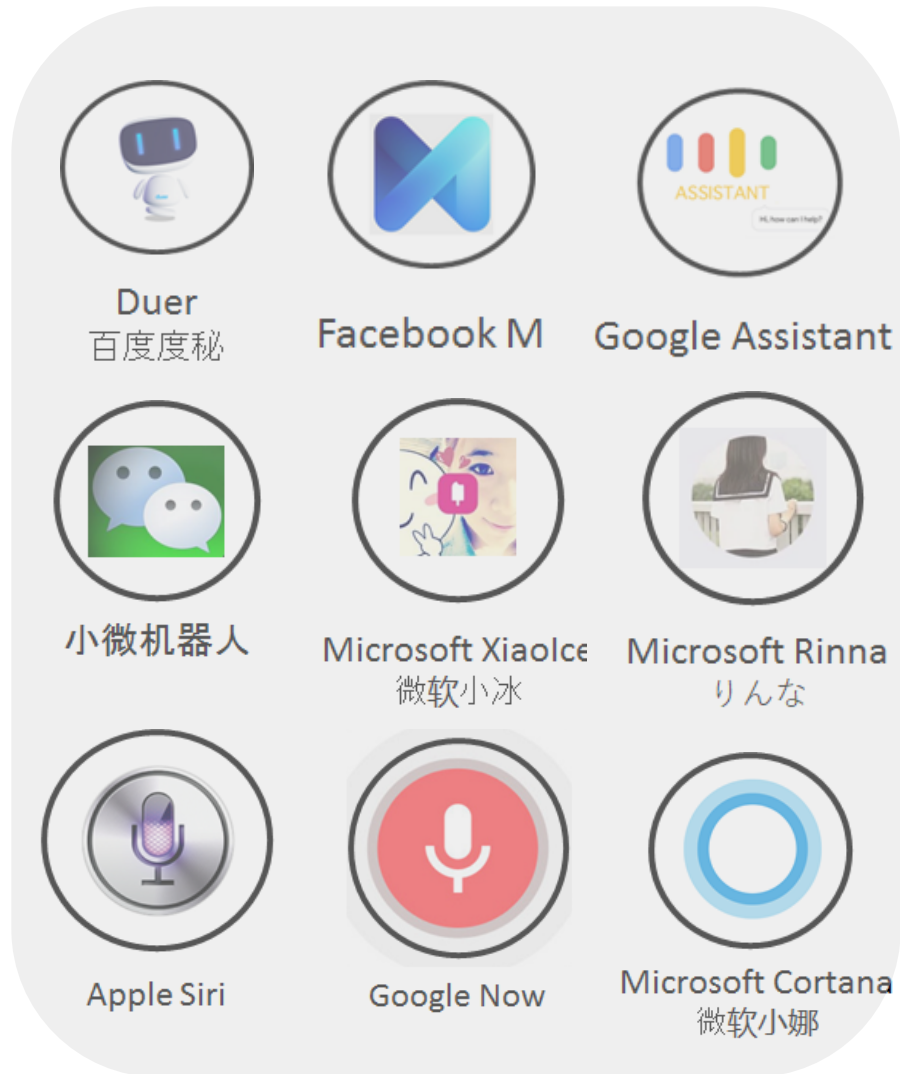 ASSISTANT
Hi, how can I help?
Duer
百度度秘
Facebook M
Google Assistant
小微机器人
Microsoft XiaoIce
微软小冰
Microsoft Rinna
りんな
Apple Siri
Google Now
Microsoft Cortana
微软小娜